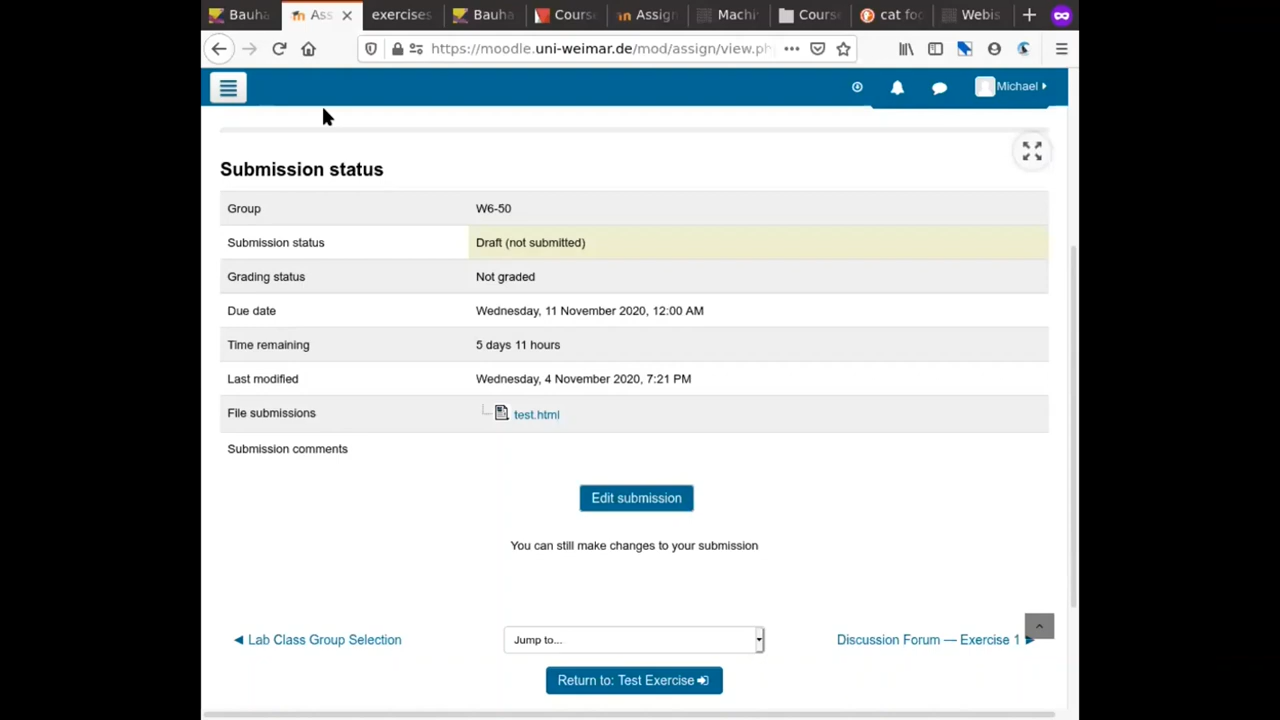 Bauha
Ass
exercises
Bauha
Cours
Assign
Machi
Course
cat foo
Webis
https://moodle.uni-weimar.de/mod/assign/view.ph
Michael
Submission status
Group W6-50
Submission status Draft (not submitted)
Grading status Not graded
Due date Wednesday, 11 November 2020, 12:00 AM
Time remaining 5 days 11 hours
Last modified Wednesday, 4 November 2020, 7:21 PM
File submissions test.html
Submission comments
Edit submission
You can still make changes to your submission
◀ Lab Class Group Selection
Jump to...
Discussion Forum — Exercise 1 ▶
Return to: Test Exercise